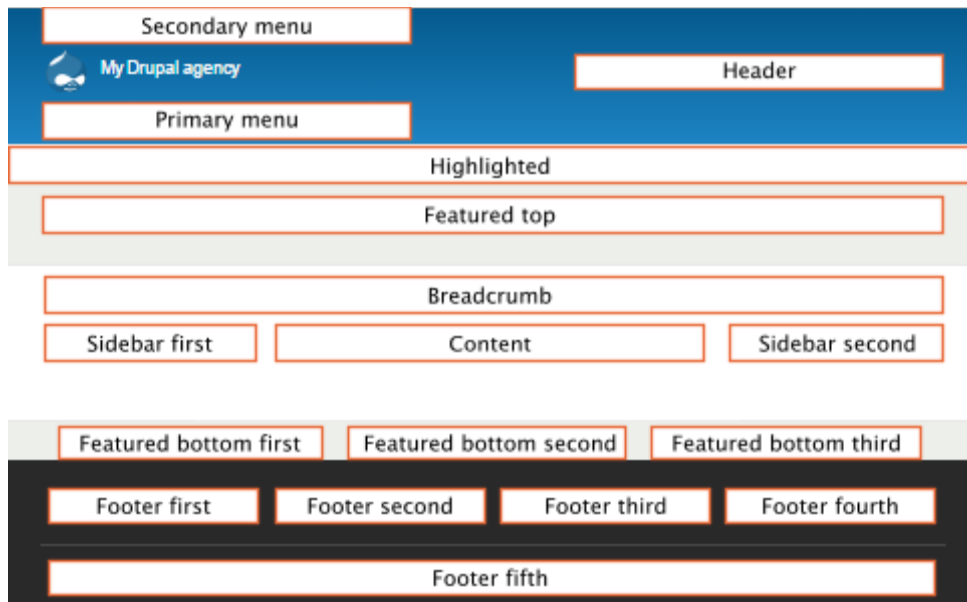 Secondary menu
My Drupal agency
Header
Primary menu
Highlighted
Featured top
Breadcrumb
Sidebar first
Content
Sidebar second
Featured bottom first
Featured bottom second
Featured bottom third
Footer first
Footer second
Footer third
Footer fourth
Footer fifth